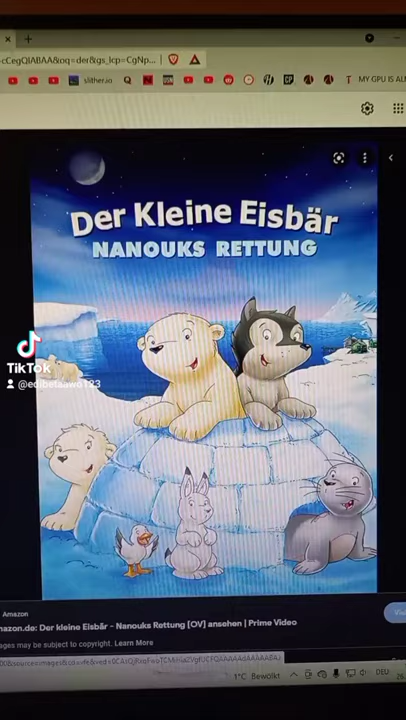 slither.io
MY GPU IS AL
Der Kleine Eisbär
NANOUKS RETTUNG
TikTok
Amazon
mazon.de: Der kleine Eisbär - Nanouks Rettung [OV] ansehen | Prime Video
ages may be subject to copyright. Learn More
1°C Bewölkt
DEU